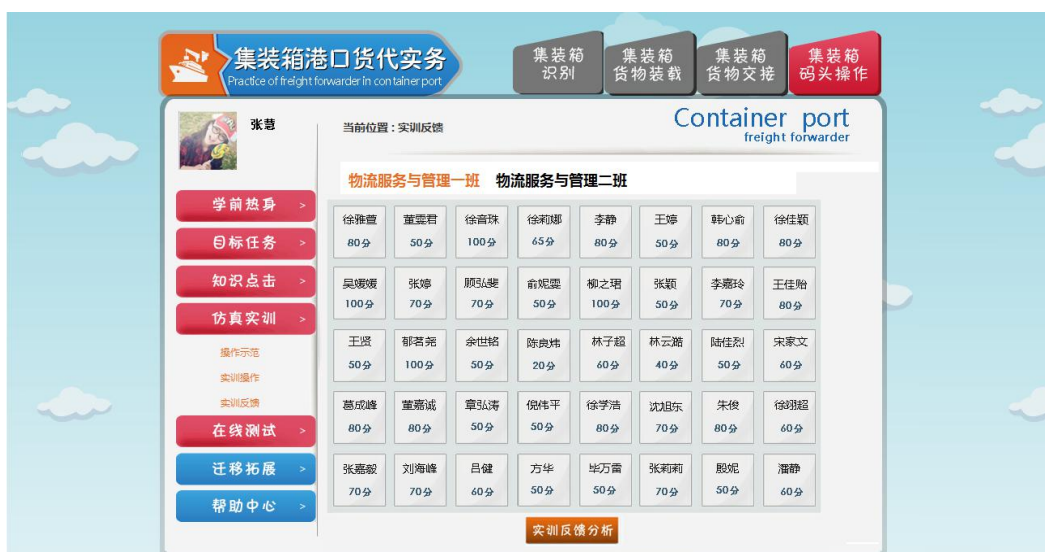 集装箱港口货代实务
Practice of freight forwarder in container port
集装箱
识别
集装箱
货物装载
集装箱
货物交接
集装箱
码头操作
张慧
当前位置：实训反馈
Container port
freight forwarder
物流服务与管理一班 物流服务与管理二班
学前热身 >
目标任务 >
知识点击 >
仿真实训 >
操作示范
实训操作
实训反馈
在线测试 >
迁移拓展 >
帮助中心 >
徐雅萱 董雯君 徐音珠 徐莉娜 李静 王婷 韩心俞 徐佳颖
80分 50分 100分 65分 80分 50分 80分 80分
吴媛媛 张婷 顾弘斐 俞妮雯 柳之珺 张颖 李嘉玲 王佳贻
100分 70分 70分 50分 100分 50分 70分 80分
王贤 郁茗尧 余世铭 陈良炜 林子超 林云澔 陆佳烈 宋家文
50分 100分 50分 20分 60分 40分 50分 60分
葛成峰 董嘉诚 章弘涛 倪伟平 徐学浩 沈旭东 朱俊 徐翊超
80分 80分 50分 50分 80分 70分 80分 60分
张嘉毅 刘海峰 吕健 方华 毕万雷 张莉莉 殷妮 潘静
70分 70分 60分 50分 50分 70分 50分 60分
实训反馈分析